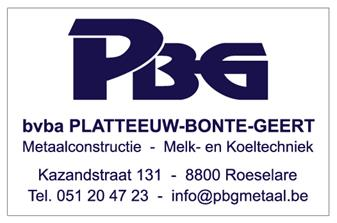 PBG
bvba PLATTEEUW-BONTE-GEERT
Metaalconstructie - Melk- en Koeltechniek
Kazandstraat 131 - 8800 Roeselare
Tel. 051 20 47 23 - info@pbgmetaal.be